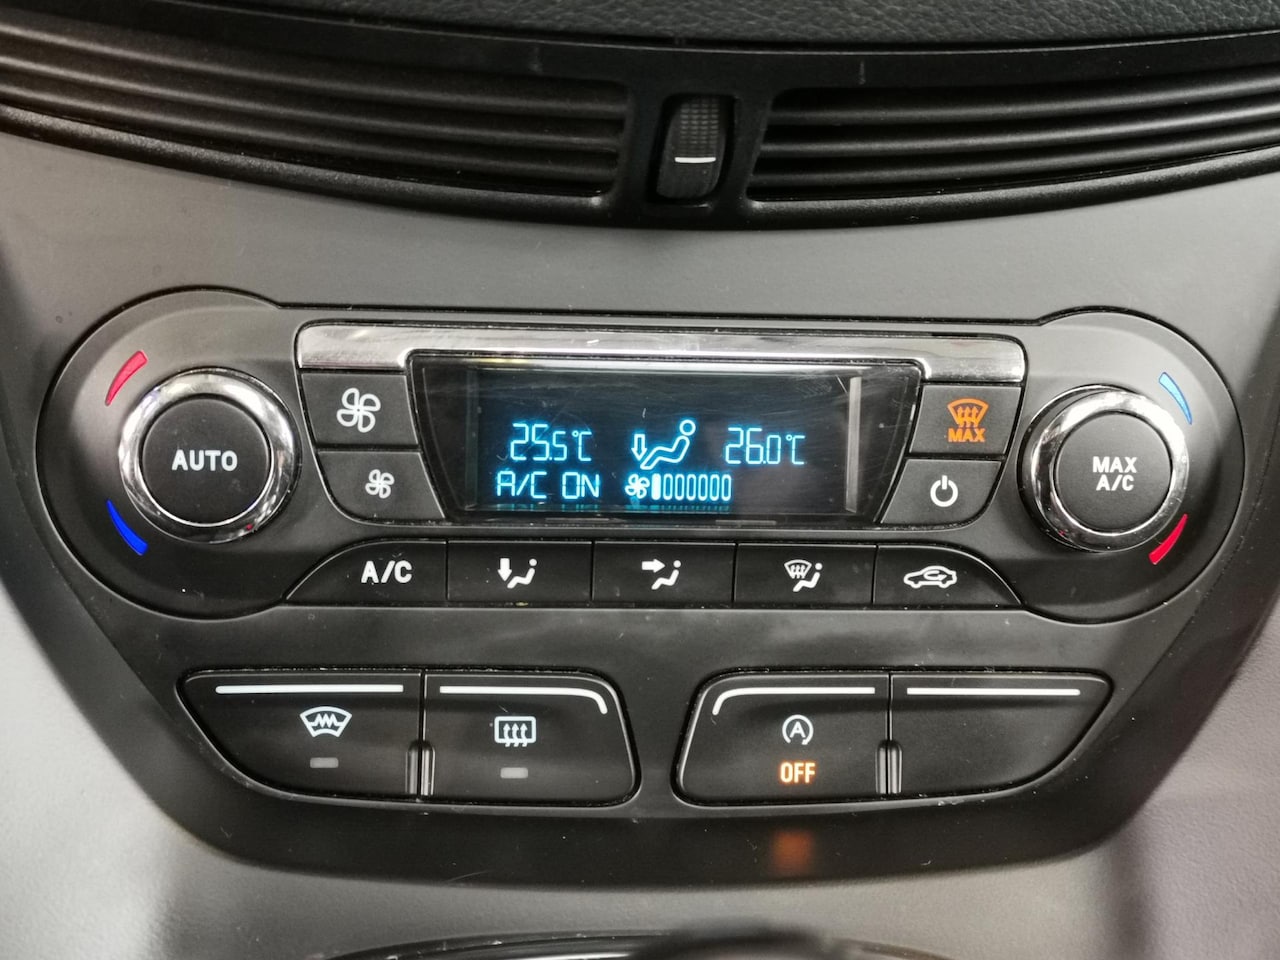 AUTO
25.5°C 26.0°C
A/C ON
MAX
MAX
A/C
A/C
A
OFF